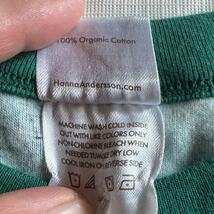 100% Organic Cotton
HannaAndersson.com
MACHINE WASH COLD INSIDE
OUT WITH LIKE COLORS ONLY
NON-CHLORINE BLEACH WHEN
NEEDED TUMBLE DRY LOW
COOL IRON ON REVERSE SIDE